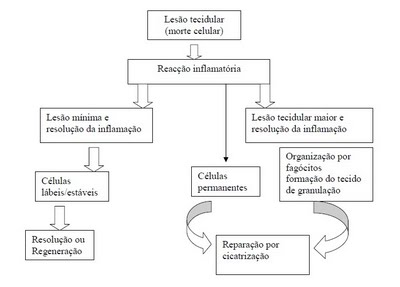 Lesão tecidular
(morte celular)
Reacção inflamatória
Lesão mínima e
resolução da inflamação
Lesão tecidular maior e
resolução da inflamação
Células
lábeis/estáveis
Células
permanentes
Organização por
fagócitos
formação do tecido
de granulação
Resolução ou
Regeneração
Reparação por
cicatrização